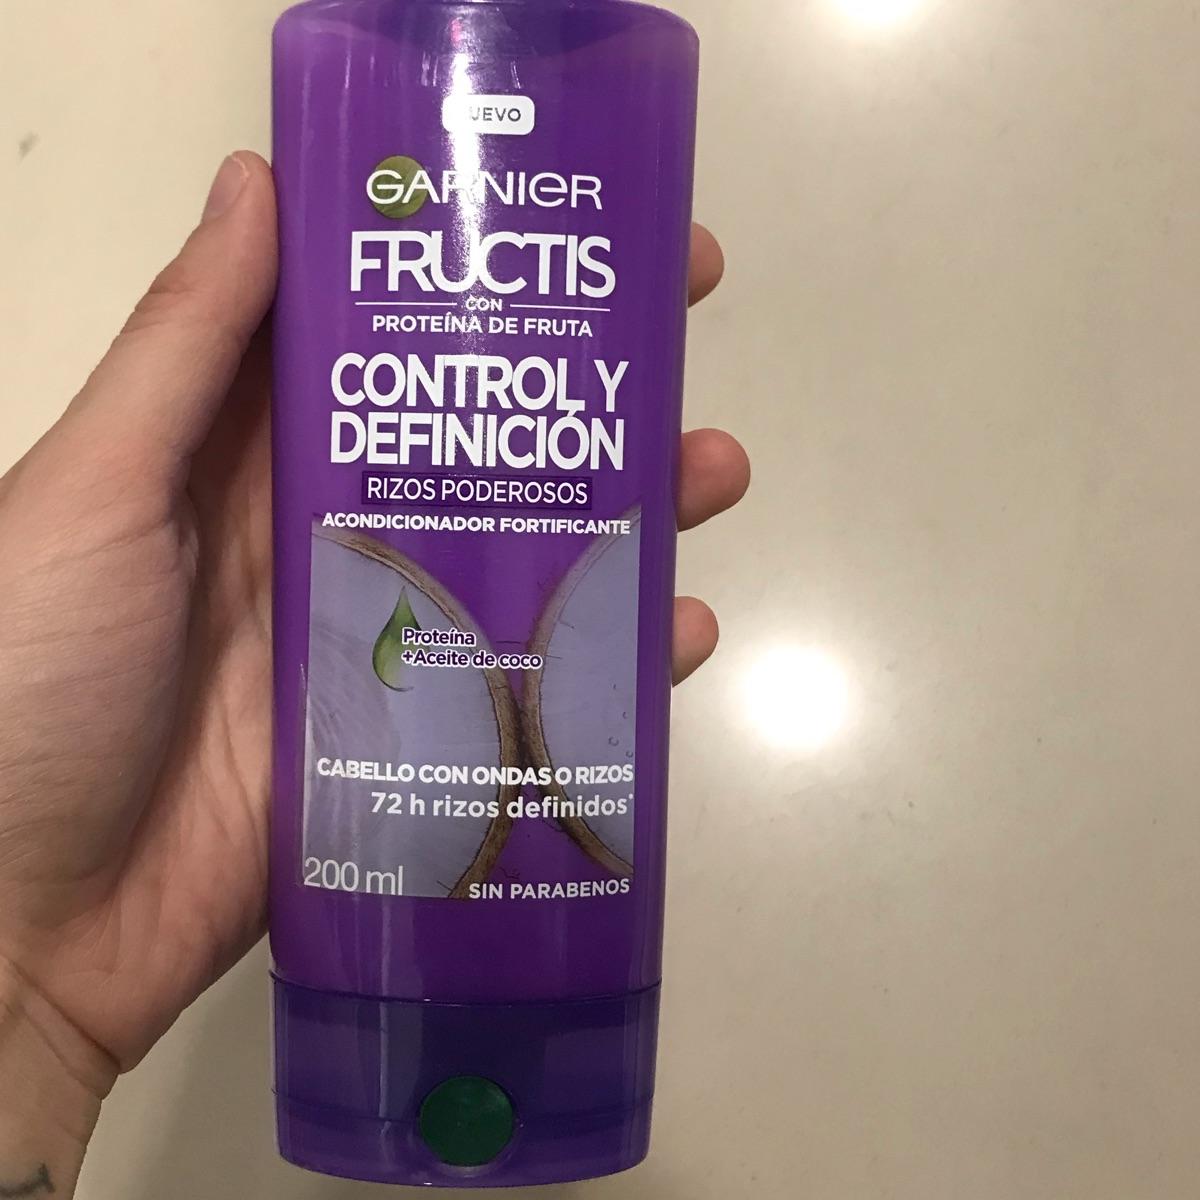 GARNIER
FRUCTIS
CON
PROTEÍNA DE FRUTA
CONTROL Y
DEFINICIÓN
RIZOS PODEROSOS
ACONDICIONADOR FORTIFICANTE
Proteína
+Aceite de coco
CABELLO CON ONDAS O RIZOS
72 h rizos definidos*
200 ml
SIN PARABENOS